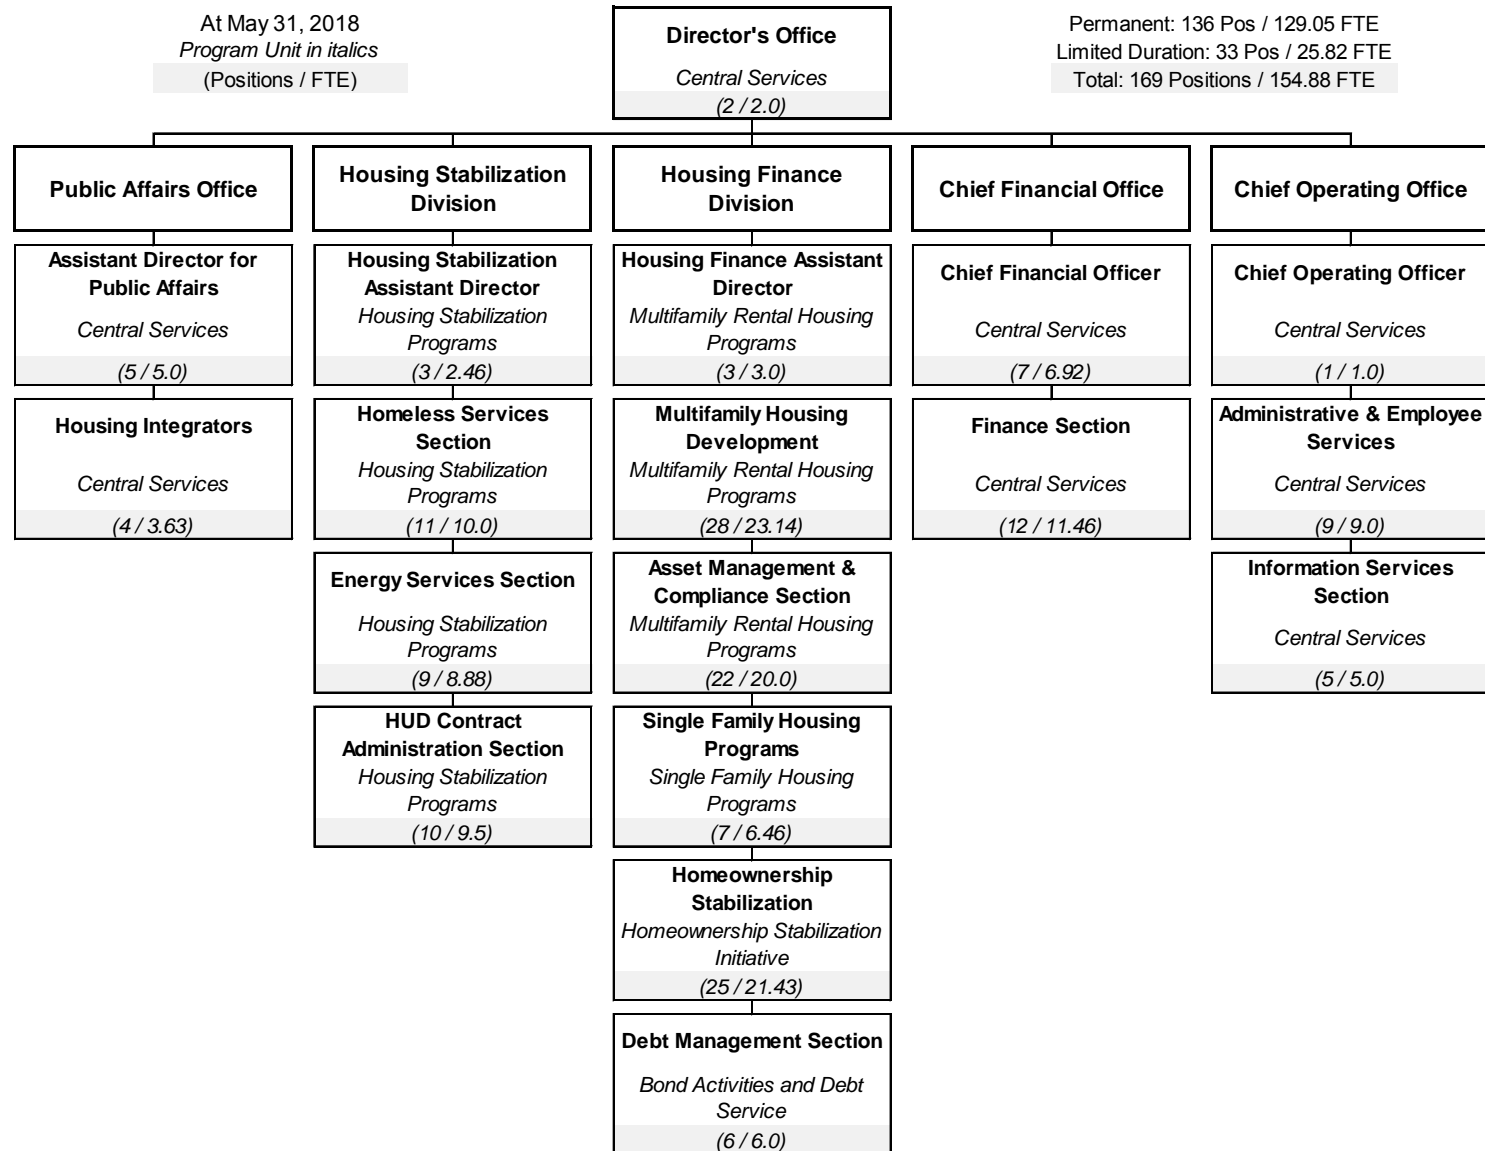 At May 31, 2018
Program Unit in italics
(Positions / FTE)
Director's Office
Central Services
(2 / 2.0)
Permanent: 136 Pos / 129.05 FTE
Limited Duration: 33 Pos / 25.82 FTE
Total: 169 Positions / 154.88 FTE
Public Affairs Office
Assistant Director for
Public Affairs
Central Services
(5 / 5.0)
Housing Integrators
Central Services
(4 / 3.63)
Housing Stabilization
Division
Housing Stabilization
Assistant Director
Housing Stabilization
Programs
(3 / 2.46)
Homeless Services
Section
Housing Stabilization
Programs
(11 / 10.0)
Energy Services Section
Housing Stabilization
Programs
(9 / 8.88)
HUD Contract
Administration Section
Housing Stabilization
Programs
(10 / 9.5)
Housing Finance
Division
Housing Finance Assistant
Director
Multifamily Rental Housing
Programs
(3 / 3.0)
Multifamily Housing
Development
Multifamily Rental Housing
Programs
(28 / 23.14)
Asset Management &
Compliance Section
Multifamily Rental Housing
Programs
(22 / 20.0)
Single Family Housing
Programs
Single Family Housing
Programs
(7 / 6.46)
Homeownership
Stabilization
Homeownership Stabilization
Initiative
(25 / 21.43)
Debt Management Section
Bond Activities and Debt
Service
(6 / 6.0)
Chief Financial Office
Chief Financial Officer
Central Services
(7 / 6.92)
Finance Section
Central Services
(12 / 11.46)
Chief Operating Office
Chief Operating Officer
Central Services
(1 / 1.0)
Administrative & Employee
Services
Central Services
(9 / 9.0)
Information Services
Section
Central Services
(5 / 5.0)